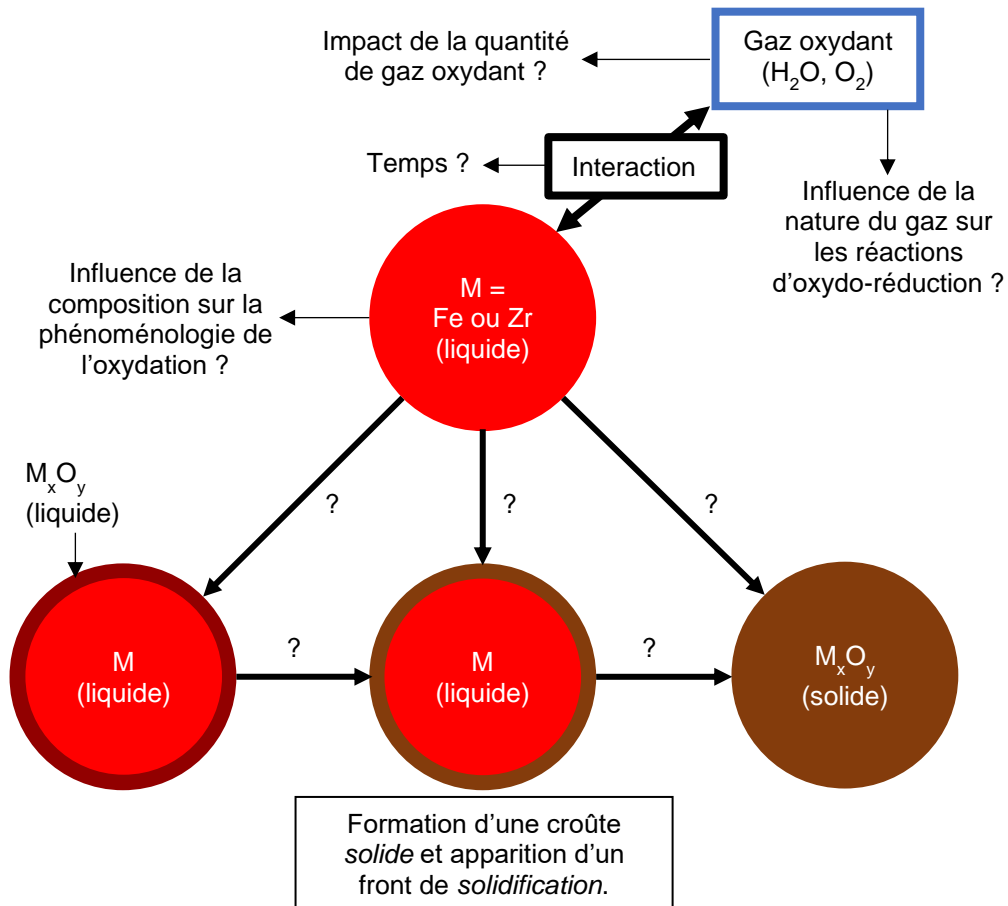 Impact de la quantité
de gaz oxydant ?
Gaz oxydant
(H₂O, O₂)
Temps ?
Interaction
Influence de la
nature du gaz sur
les réactions
d'oxydo-réduction ?
Influence de la
composition sur la
phénoménologie de
l'oxydation ?
M =
Fe ou Zr
(liquide)
MₓOᵧ
(liquide)
?
?
?
M
(liquide)
?
M
(liquide)
?
MₓOᵧ
(solide)
Formation d'une croûte
solide et apparition d'un
front de solidification.